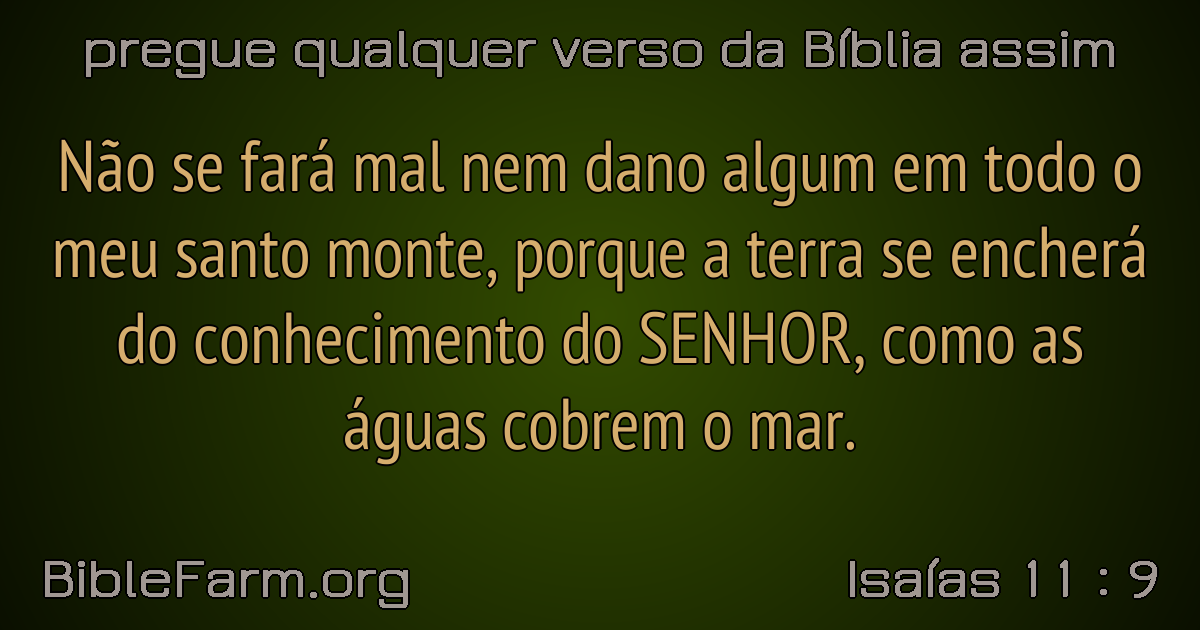 pregue qualquer verso da Bíblia assim
Não se fará mal nem dano algum em todo o
meu santo monte, porque a terra se encherá
do conhecimento do SENHOR, como as
águas cobrem o mar.
BibleFarm.org
Isaías 11 : 9